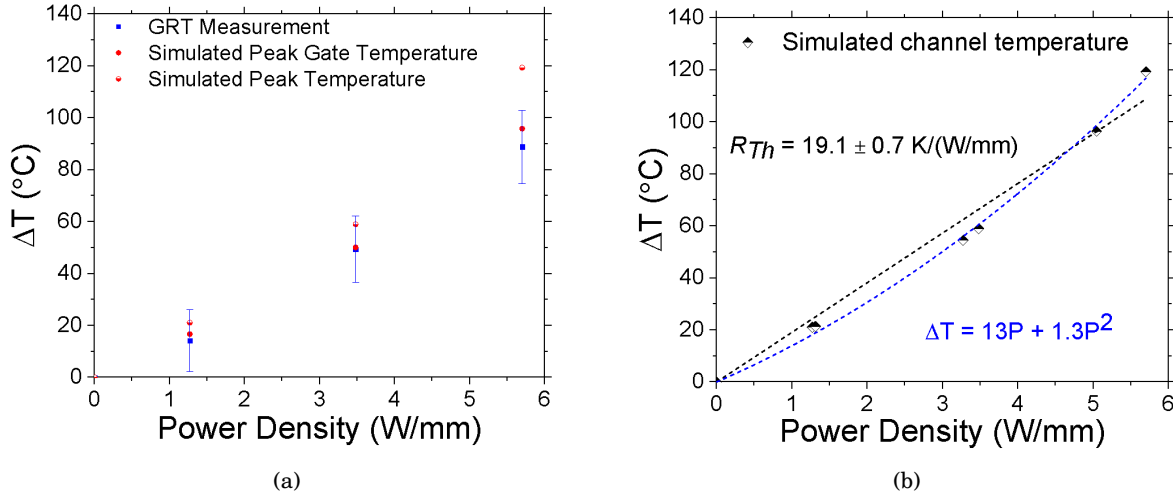 GRT Measurement
Simulated Peak Gate Temperature
Simulated Peak Temperature
140
120
100
80
60
40
20
0
ΔT (°C)
0 1 2 3 4 5 6
Power Density (W/mm)
(a)
Simulated channel temperature
R_Th = 19.1 ± 0.7 K/(W/mm)
ΔT = 13P + 1.3P²
140
120
100
80
60
40
20
0
ΔT (°C)
0 1 2 3 4 5 6
Power Density (W/mm)
(b)